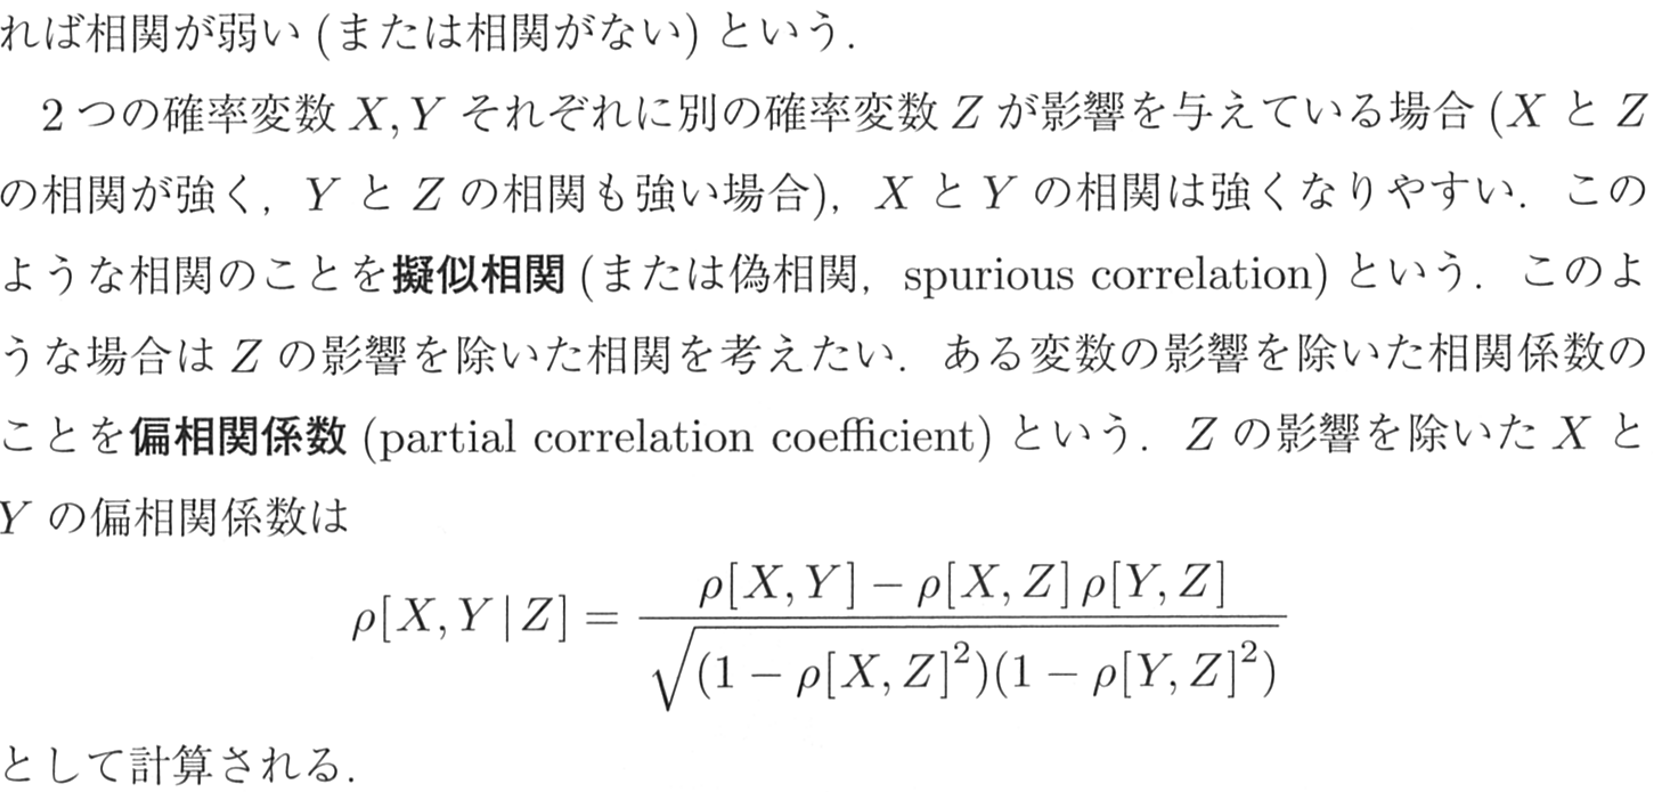 れば相関が弱い (または相関がない) という.
2 つの確率変数 X, Y それぞれに別の確率変数 Z が影響を与えている場合 (X と Z
の相関が強く, Y と Z の相関も強い場合), X と Y の相関は強くなりやすい. この
ような相関のことを擬似相関 (または偽相関, spurious correlation) という. このよ
うな場合は Z の影響を除いた相関を考えたい. ある変数の影響を除いた相関係数の
ことを偏相関係数 (partial correlation coefficient) という. Z の影響を除いた X と
Y の偏相関係数は
ρ[X, Y | Z] = \frac{ρ[X, Y] − ρ[X, Z] ρ[Y, Z]}{\sqrt{(1 − ρ[X, Z]^2)(1 − ρ[Y, Z]^2)}}
として計算される.